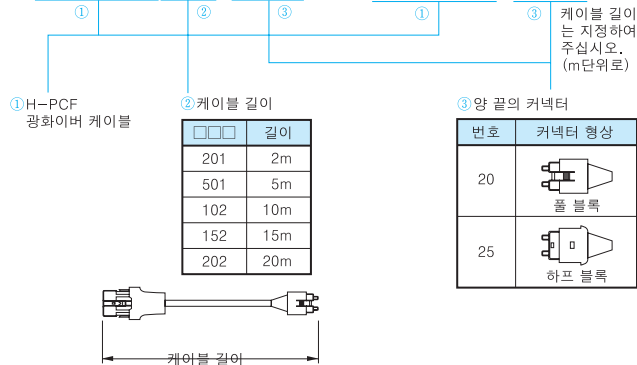 ① ② ③ ① ③
케이블 길이
는 지정하여
주십시오.
(m단위로)
①H-PCF
광화이버 케이블
②케이블 길이
□□□ 길이
201 2m
501 5m
102 10m
152 15m
202 20m
③양 끝의 커넥터
번호 커넥터 형상
20
풀 블록
25
하프 블록
케이블 길이